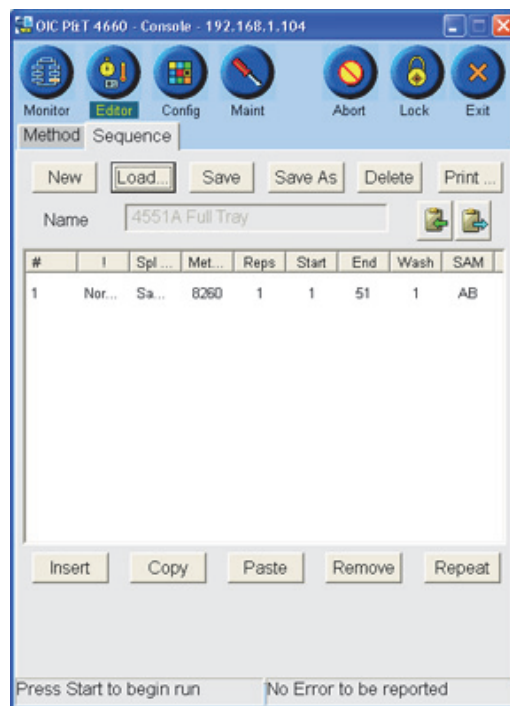 OIC P&T 4660 - Console - 192.168.1.104
Monitor Editor Config Maint Abort Lock Exit
Method Sequence
New Load... Save Save As Delete Print ...
Name 4551A Full Tray
# ! Spl ... Met... Reps Start End Wash SAM
1 Nor... Sa... 8260 1 1 51 1 AB
Insert Copy Paste Remove Repeat
Press Start to begin run No Error to be reported